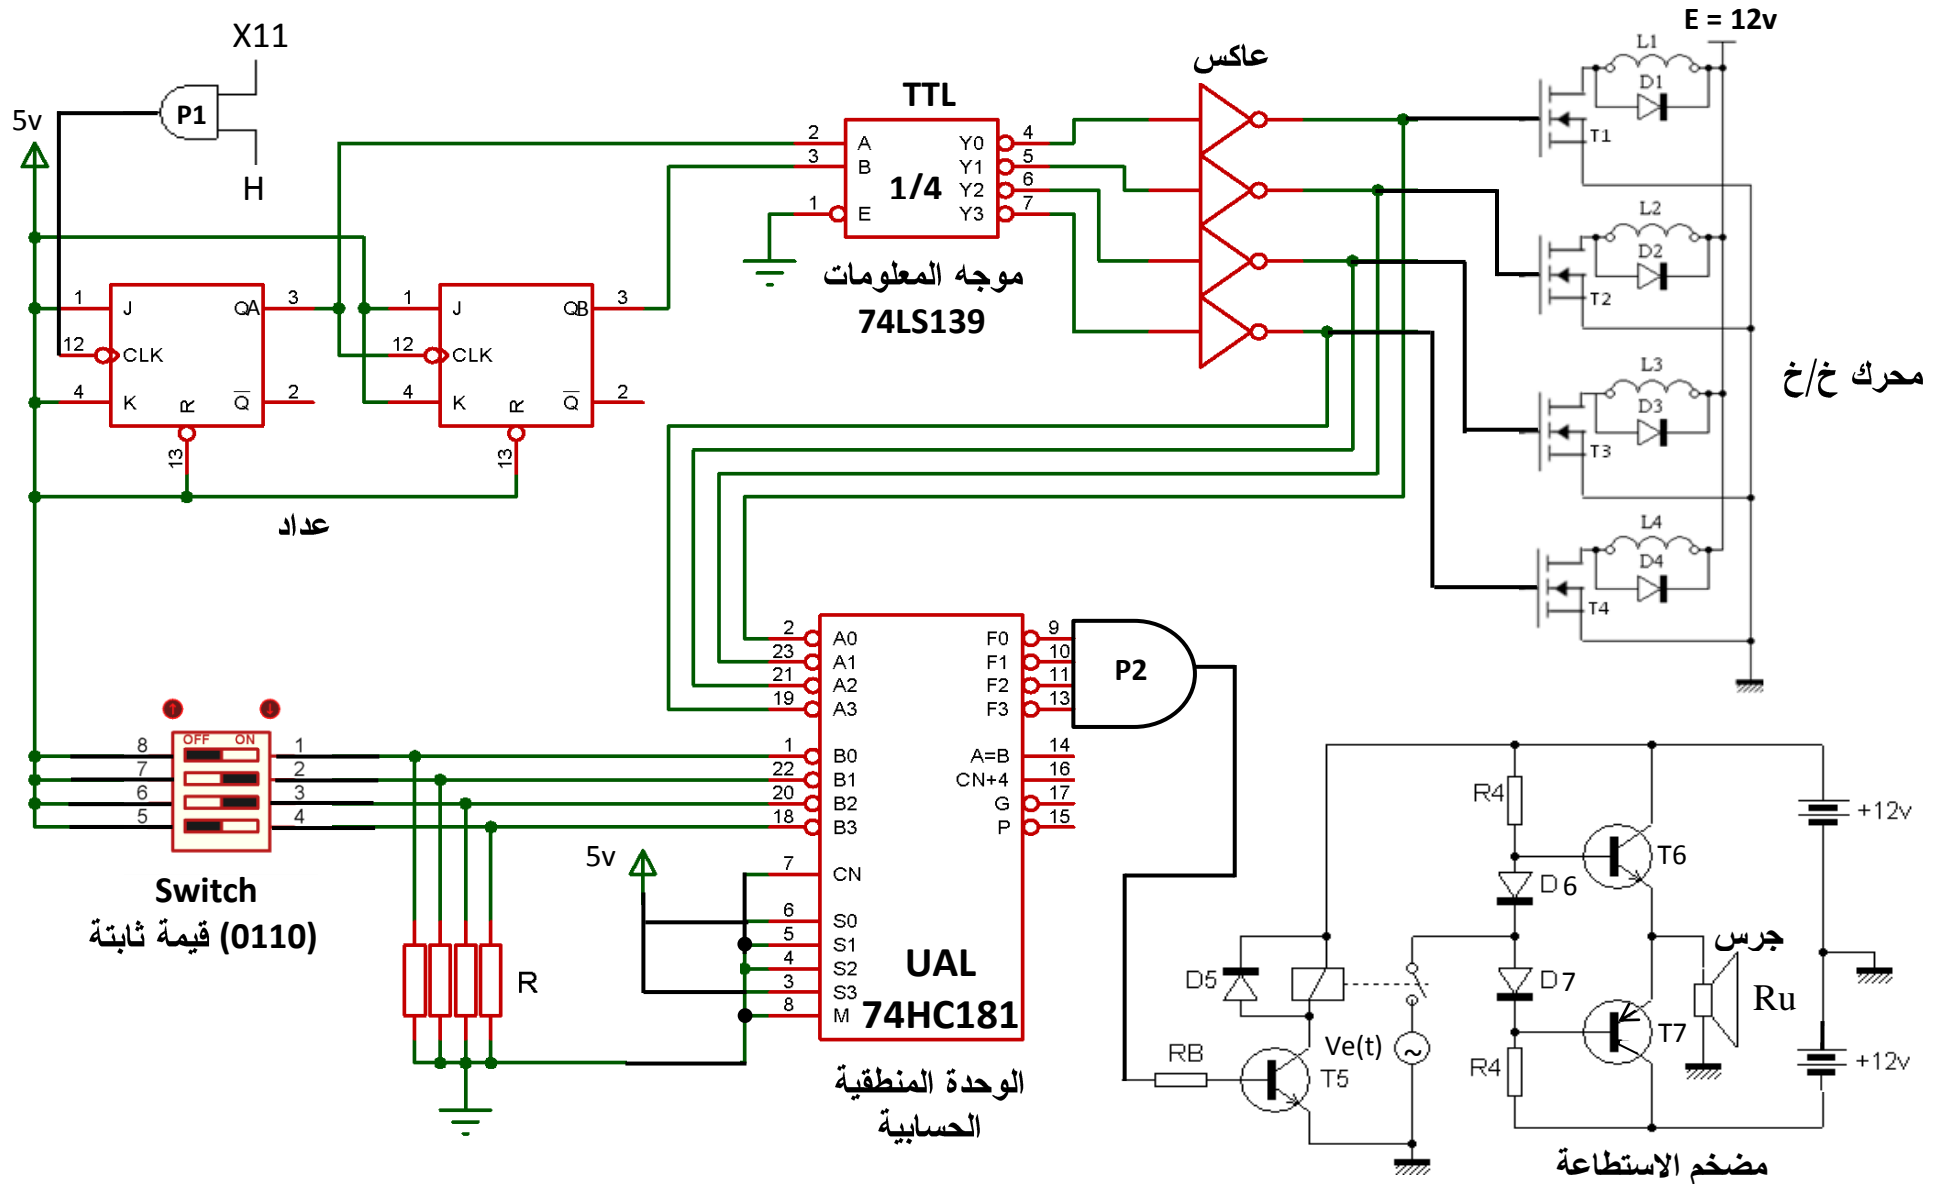 X11
P1
H
5v
TTL
2 A Y0 4
3 B Y1 5
1/4
Y2 6
1 E Y3 7
موجه المعلومات
74LS139
عاكس
E = 12v
L1
D1
T1
L2
D2
T2
L3
D3
T3
L4
D4
T4
محرك خ/خ
1 J QA 3
12 CLK
4 K R Q 2
13
1 J QB 3
12 CLK
4 K R Q 2
13
عداد
OFF ON
8 1
7 2
6 3
5 4
Switch
قيمة ثابتة (0110)
R
5v
2 A0 F0 9
23 A1 F1 10
21 A2 F2 11
19 A3 F3 13
1 B0 A=B 14
22 B1 CN+4 16
20 B2 G 17
18 B3 P 15
7 CN
6 S0
5 S1
4 S2
3 S3
8 M
UAL
74HC181
الوحدة المنطقية
الحسابية
P2
R4
T6
D6
+12v
جرس
D5
D7
Ru
Ve(t)
T7
RB
T5
R4
+12v
مضخم الاستطاعة